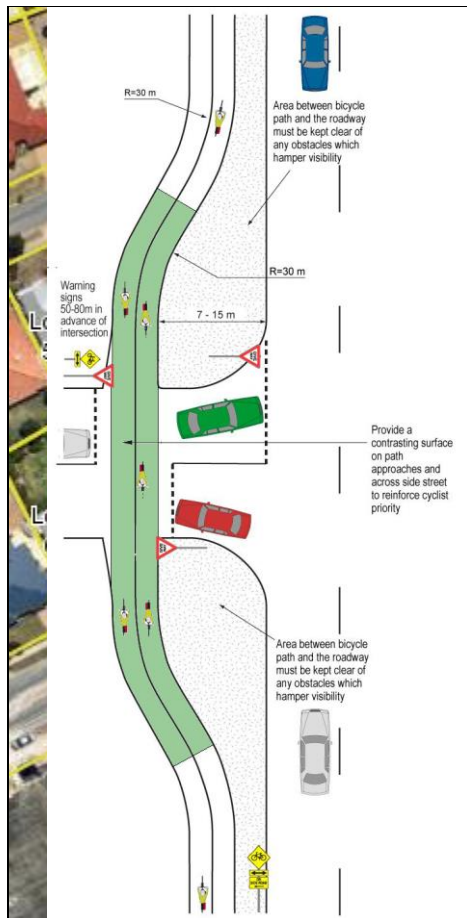 R=30 m
Area between bicycle
path and the roadway
must be kept clear of
any obstacles which
hamper visibility
R=30 m
Warning
signs
50-80m in
advance of
intersection
7 - 15 m
Provide a
contrasting surface
on path
approaches and
across side street
to reinforce cyclist
priority
Area between bicycle
path and the roadway
must be kept clear of
any obstacles which
hamper visibility